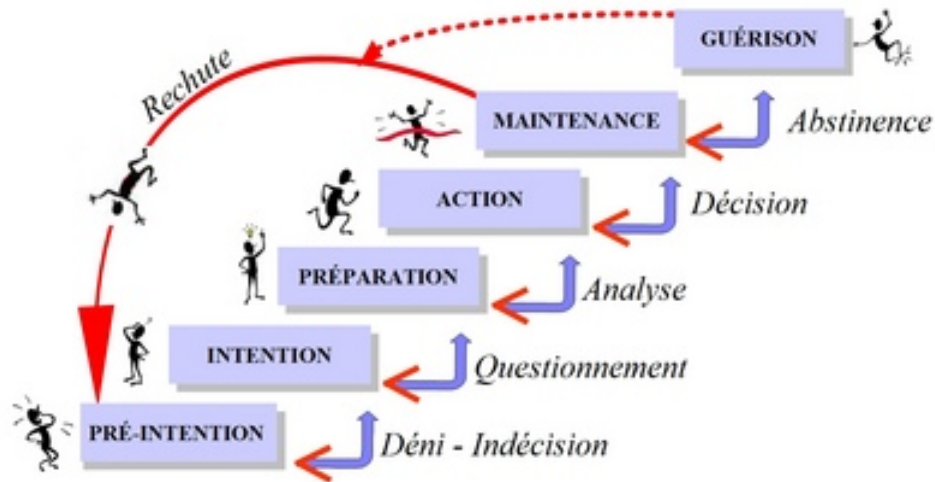 GUÉRISON
Rechute
MAINTENANCE
Abstinence
ACTION
Décision
PRÉPARATION
Analyse
INTENTION
Questionnement
PRÉ-INTENTION
Déni - Indécision